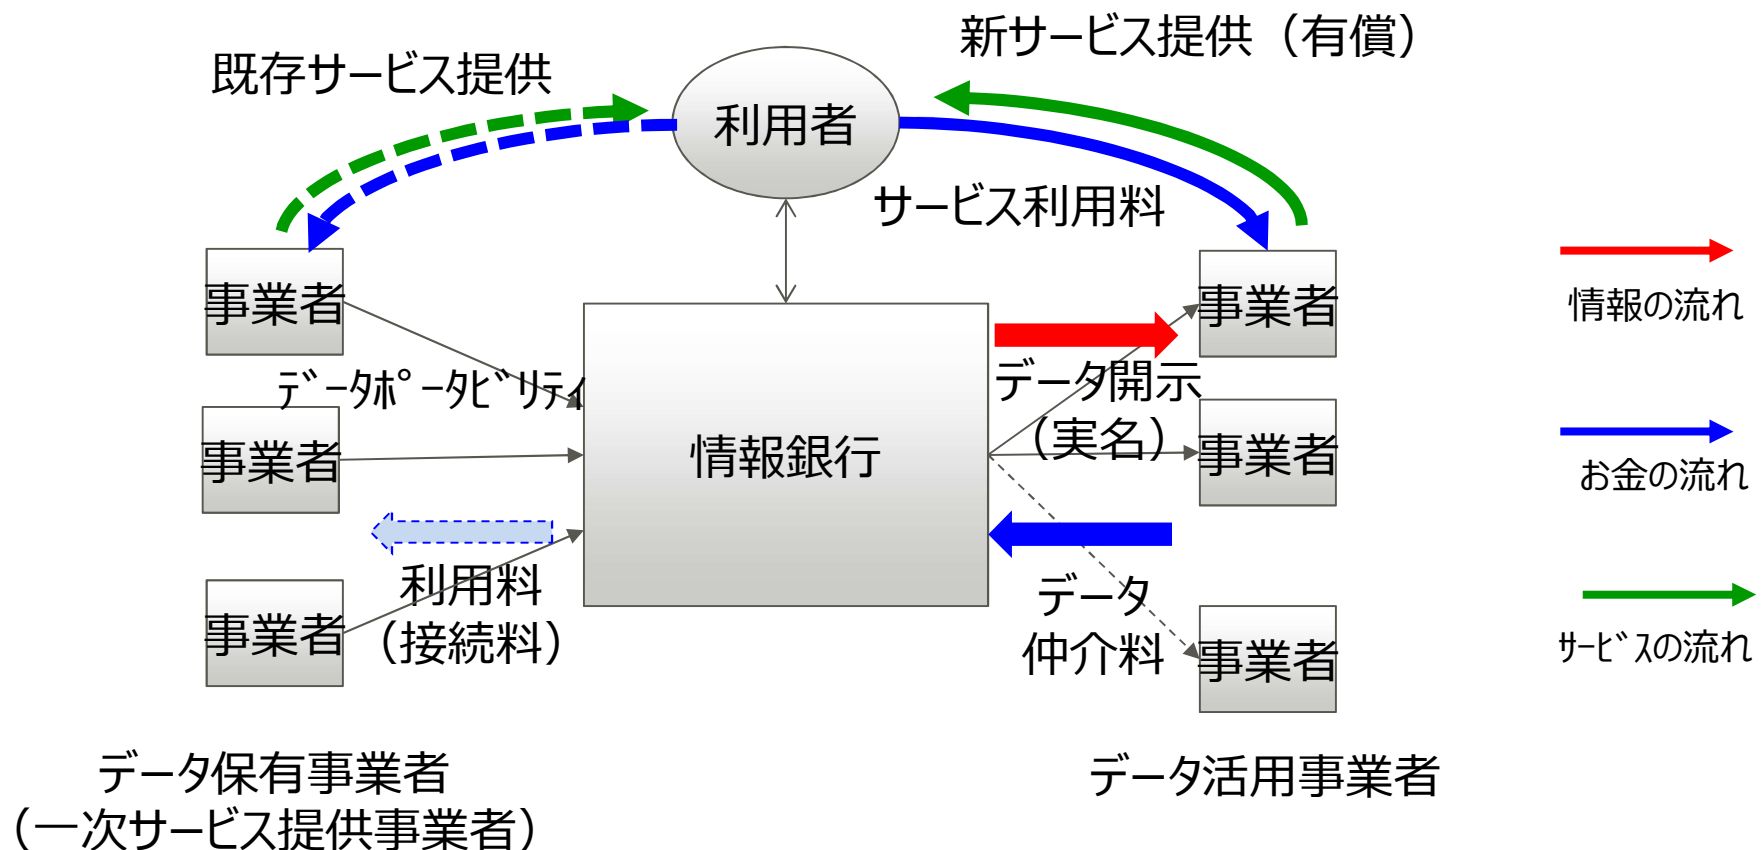 新サービス提供（有償）
既存サービス提供
利用者
サービス利用料
事業者
事業者
情報の流れ
ﾃﾞｰﾀﾎﾟｰﾀﾋﾞﾘﾃｨ
データ開示
（実名）
事業者
情報銀行
事業者
お金の流れ
利用料
（接続料）
データ
仲介料
事業者
事業者
ｻｰﾋﾞｽの流れ
データ保有事業者
（一次サービス提供事業者）
データ活用事業者